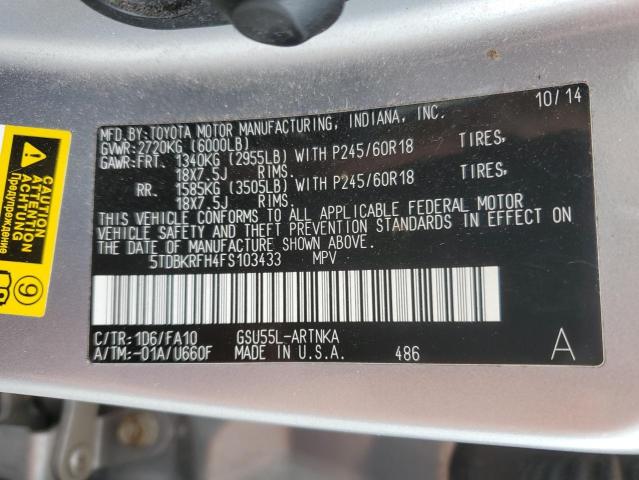 MFD. BY: TOYOTA MOTOR MANUFACTURING, INDIANA, INC. 10/14
GVWR: 2720KG (6000LB)
GAWR: FRT. 1340KG (2955LB) WITH P245/60R18 TIRES,
18X7.5J RIMS.
RR. 1585KG (3505LB) WITH P245/60R18 TIRES,
18X7.5J RIMS.
THIS VEHICLE CONFORMS TO ALL APPLICABLE FEDERAL MOTOR
VEHICLE SAFETY AND THEFT PREVENTION STANDARDS IN EFFECT ON
THE DATE OF MANUFACTURE SHOWN ABOVE.
5TDBKRFH4FS103433 MPV
C/TR: 1D6/FA10 GSU55L-ARTNKA
A/TM:-01A/U660F MADE IN U.S.A. 486 A
CAUTION
ACHTUNG
ATTENTION
Предупреждение
9